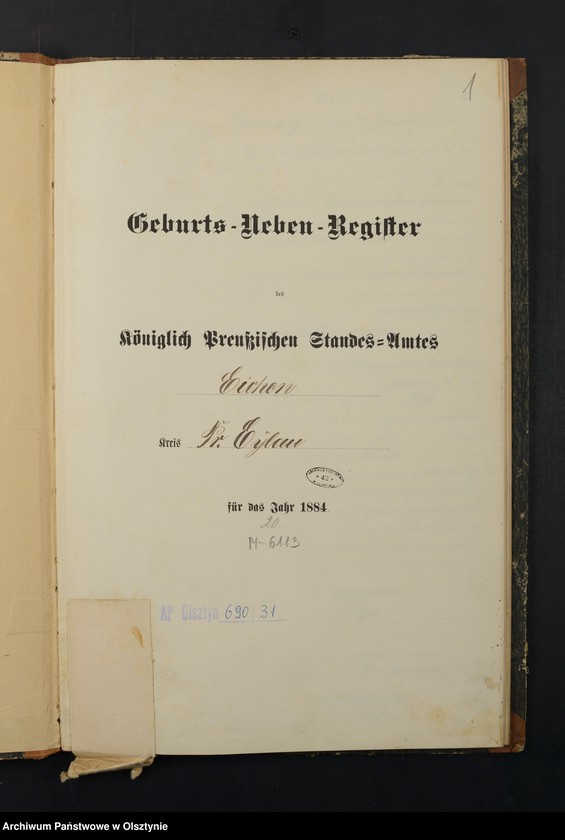 1
Geburts-Neben-Register
des
Königlich Preußischen Standes-Amtes
Eichen
Kreis Pr. Eylau
für das Jahr 1884
20
M-6113
AP Olsztyn 690 31
Archiwum Państwowe w Olsztynie